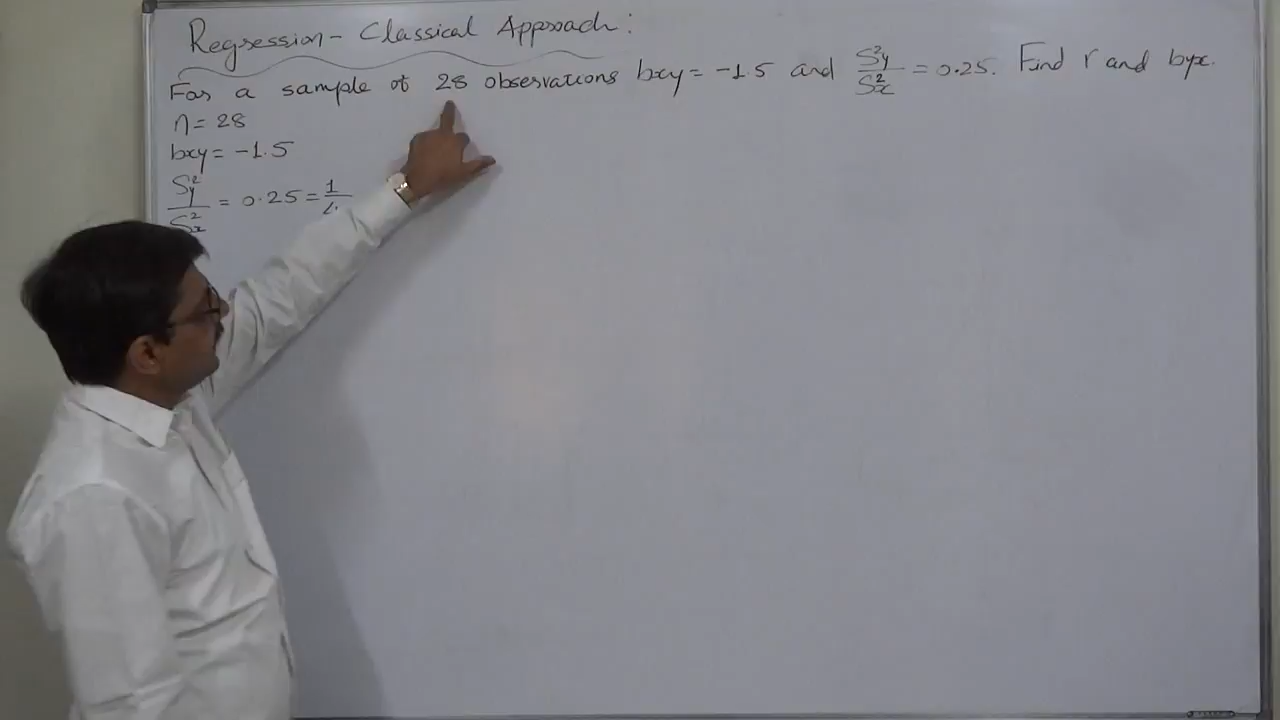 Regression - Classical Approach:
For a sample of 28 observations bxy = -1.5 and S²y/S²x = 0.25. Find r and byx.
n = 28
bxy = -1.5
S²y/S²x = 0.25 = 1/4